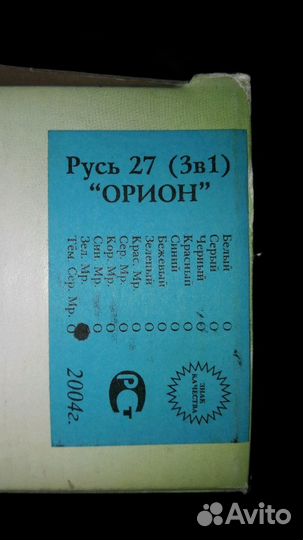 Русь 27 (3в1)
"ОРИОН"
Белый О
Серый О
Черный О
Красный О
Синий О
Бежевый О
Зеленый О
Крас. Мр. О
Сер. Мр. О
Кор. Мр. О
Син. Мр. О
Зел. Мр.
Тём. Сер. Мр. О
ЗНАК
КАЧЕСТВА
РСТ
2004г.
Avito